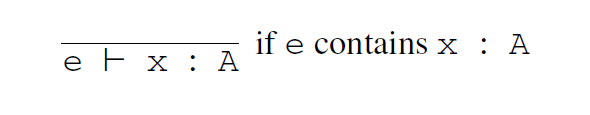 e ⊢ x : A if e contains x : A